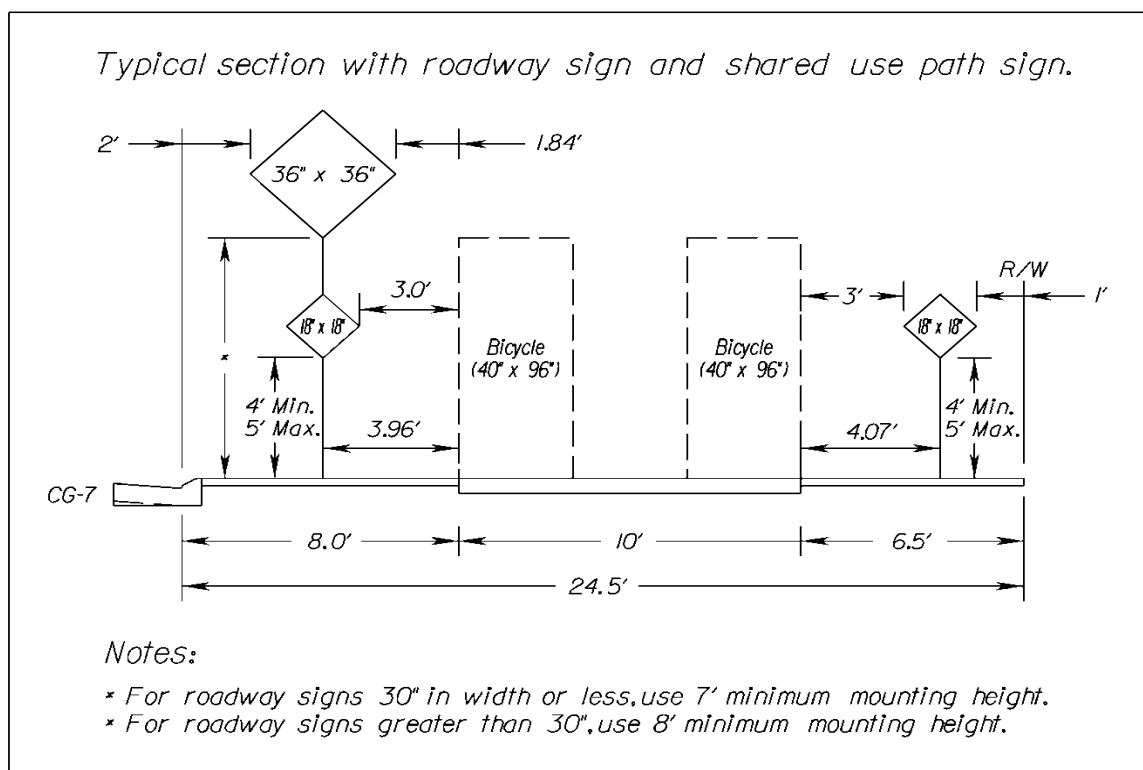 Typical section with roadway sign and shared use path sign.
2'
1.84'
36" x 36"
R/W
3.0'
3'
1'
18" x 18"
18" x 18"
Bicycle
(40" x 96")
Bicycle
(40" x 96")
*
4' Min.
5' Max.
4' Min.
5' Max.
3.96'
4.07'
CG-7
8.0'
10'
6.5'
24.5'
Notes:
* For roadway signs 30" in width or less, use 7' minimum mounting height.
* For roadway signs greater than 30", use 8' minimum mounting height.